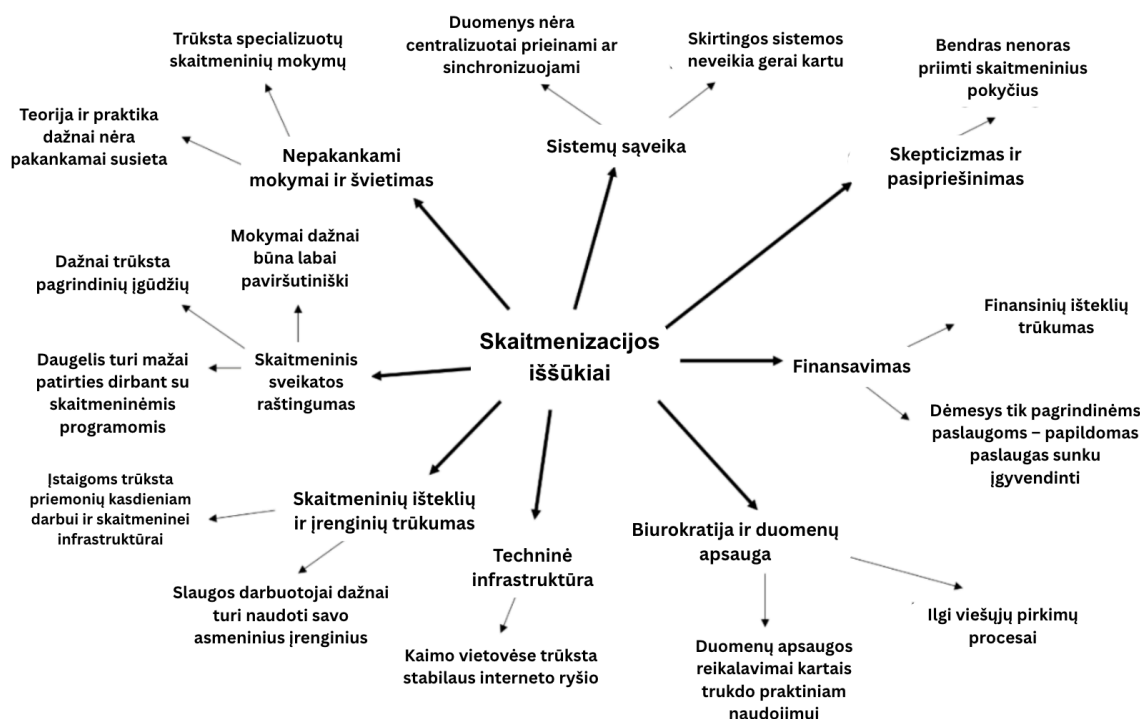 Trūksta specializuotų
skaitmeninių mokymų
Duomenys nėra
centralizuotai prieinami ar
sinchronizuojami
Skirtingos sistemos
neveikia gerai kartu
Bendras nenoras
priimti skaitmeninius
pokyčius
Teorija ir praktika
dažnai nėra
pakankamai susieta
Nepakankami
mokymai ir švietimas
Sistemų sąveika
Skepticizmas ir
pasipriešinimas
Mokymai dažnai
būna labai
paviršutiniški
Dažnai trūksta
pagrindinių įgūdžių
Daugelis turi mažai
patirties dirbant su
skaitmeninėmis
programomis
Skaitmeninis
sveikatos
raštingumas
Skaitmenizacijos
iššūkiai
Finansavimas
Finansinių išteklių
trūkumas
Dėmesys tik pagrindinėms
paslaugoms – papildomas
paslaugas sunku
įgyvendinti
Įstaigoms trūksta
priemonių kasdieniam
darbui ir skaitmeninei
infrastruktūrai
Skaitmeninių išteklių
ir įrenginių trūkumas
Slaugos darbuotojai dažnai
turi naudoti savo
asmeninius įrenginius
Techninė
infrastruktūra
Kaimo vietovėse trūksta
stabilaus interneto ryšio
Biurokratija ir duomenų
apsauga
Duomenų apsaugos
reikalavimai kartais
trukdo praktiniam
naudojimui
Ilgi viešųjų pirkimų
procesai